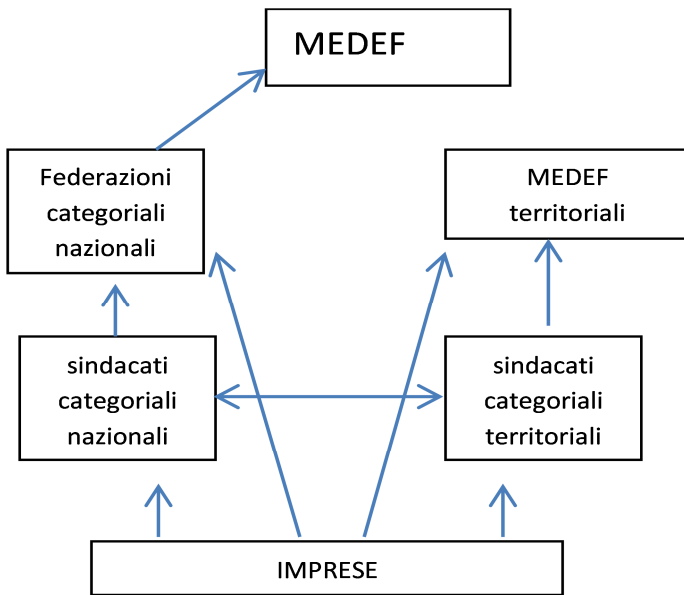 MEDEF
Federazioni
categoriali
nazionali
MEDEF
territoriali
sindacati
categoriali
nazionali
sindacati
categoriali
territoriali
IMPRESE